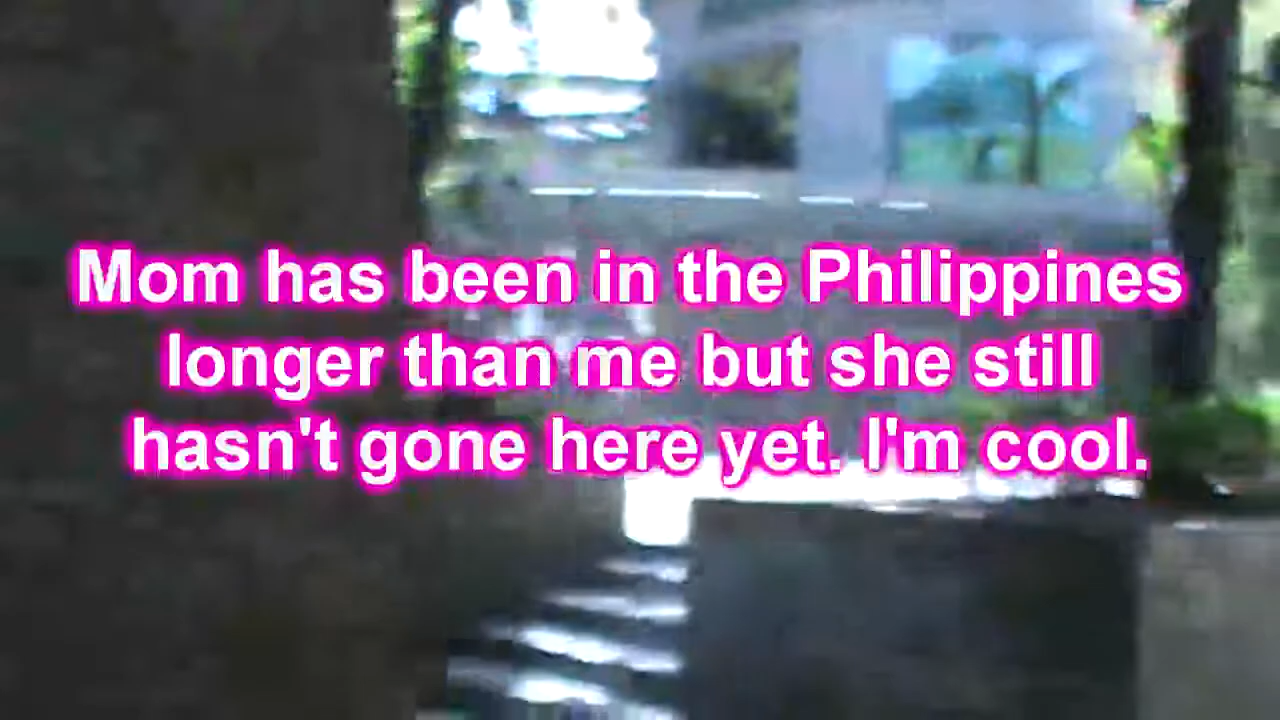 Mom has been in the Philippines
longer than me but she still
hasn't gone here yet. I'm cool.